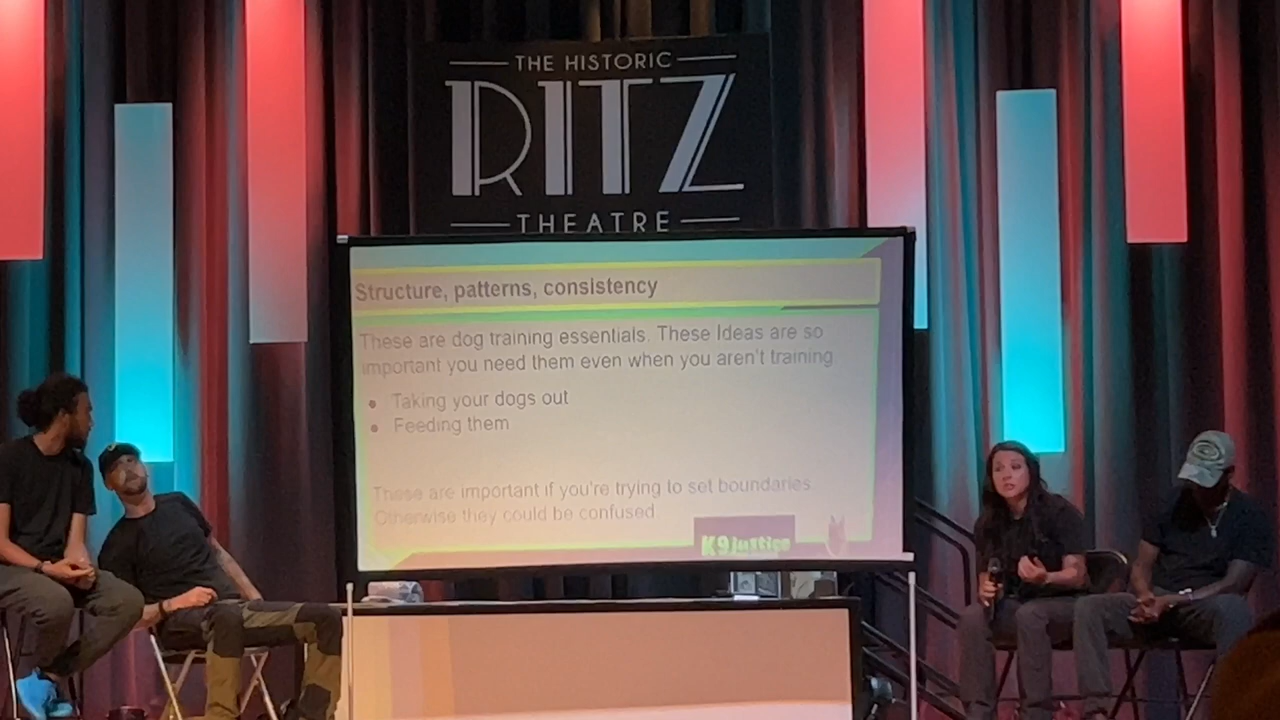 THE HISTORIC
RITZ
THEATRE
Structure, patterns, consistency
These are dog training essentials. These Ideas are so
important you need them even when you aren't training.
• Taking your dogs out
• Feeding them
These are important if you're trying to set boundaries.
Otherwise they could be confused.
K9 justice